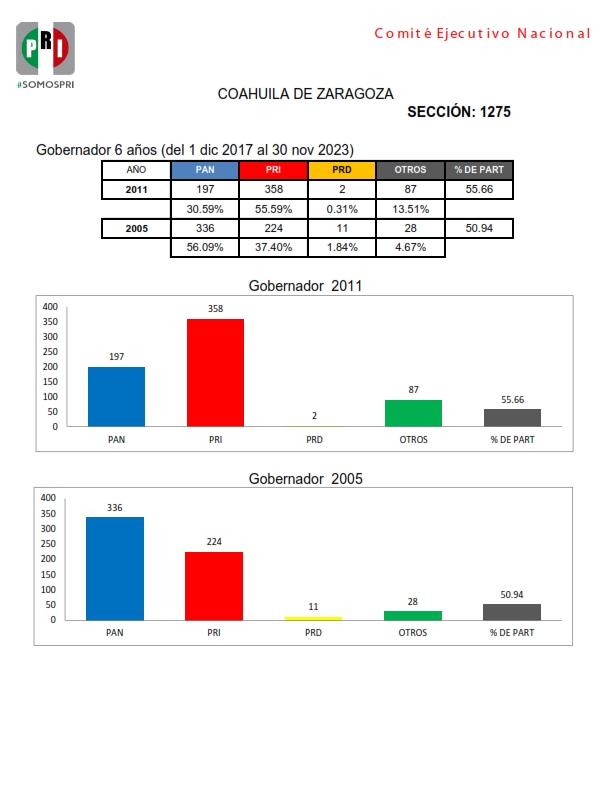 PRI
#SOMOSPRI
Comité Ejecutivo Nacional
COAHUILA DE ZARAGOZA
SECCIÓN: 1275
Gobernador 6 años (del 1 dic 2017 al 30 nov 2023)
AÑO PAN PRI PRD OTROS % DE PART
2011 197 358 2 87 55.66
30.59% 55.59% 0.31% 13.51%
2005 336 224 11 28 50.94
56.09% 37.40% 1.84% 4.67%
Gobernador 2011
400
350
300
250
200
150
100
50
0
197
358
2
87
55.66
PAN PRI PRD OTROS % DE PART
Gobernador 2005
400
350
300
250
200
150
100
50
0
336
224
11
28
50.94
PAN PRI PRD OTROS % DE PART